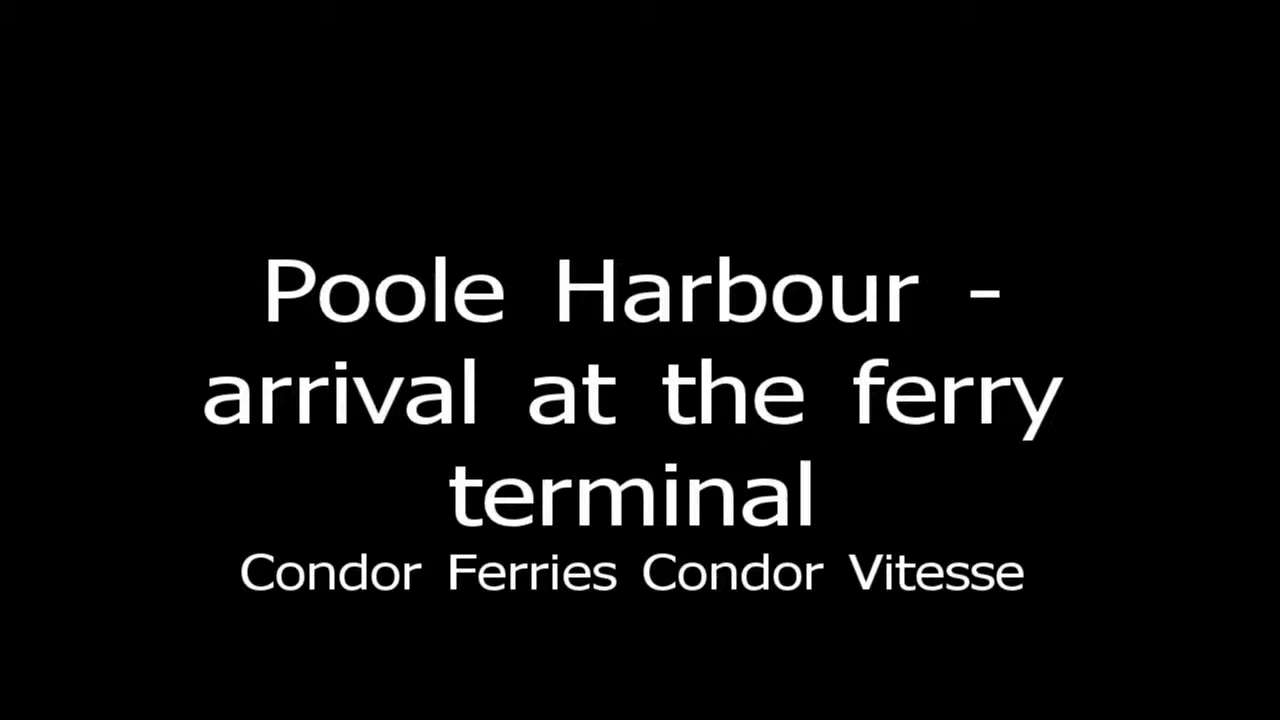 Poole Harbour -
arrival at the ferry
terminal
Condor Ferries Condor Vitesse